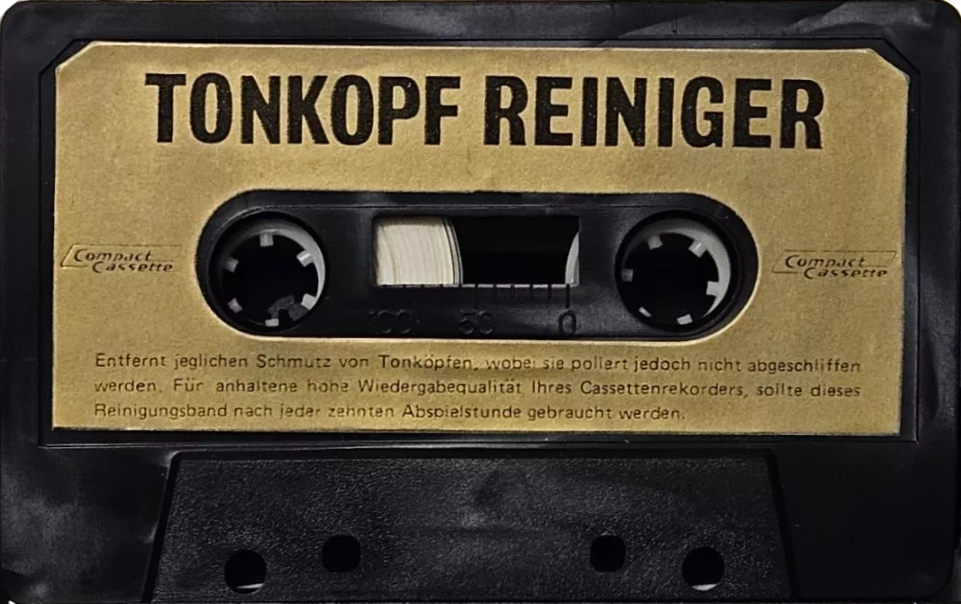 TONKOPF REINIGER
Compact
Cassette
Compact
Cassette
100 50 0
Entfernt jeglichen Schmutz von Tonköpfen, wobei sie poliert jedoch nicht abgeschliffen
werden. Für anhaltene hohe Wiedergabequalität Ihres Cassettenrekorders, sollte dieses
Reinigungsband nach jeder zehnten Abspielstunde gebraucht werden.